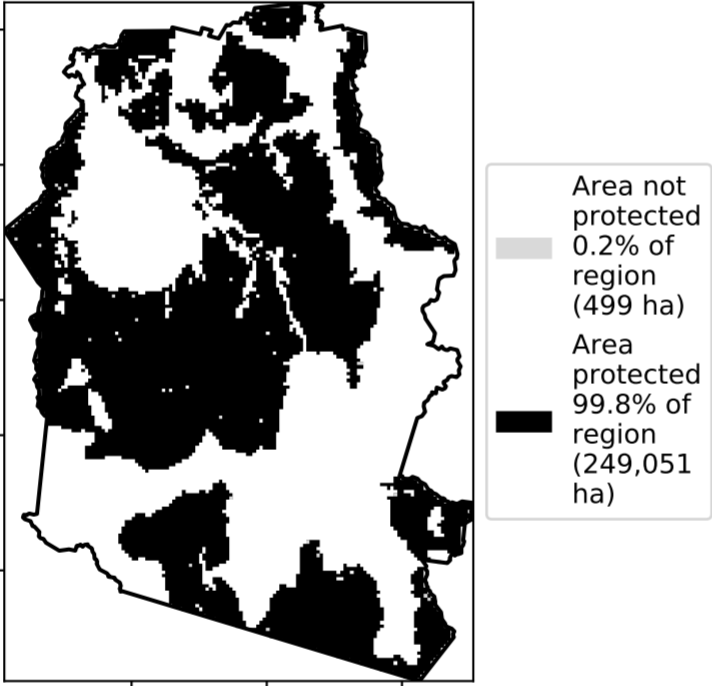 Area not
protected
0.2% of
region
(499 ha)
Area
protected
99.8% of
region
(249,051
ha)